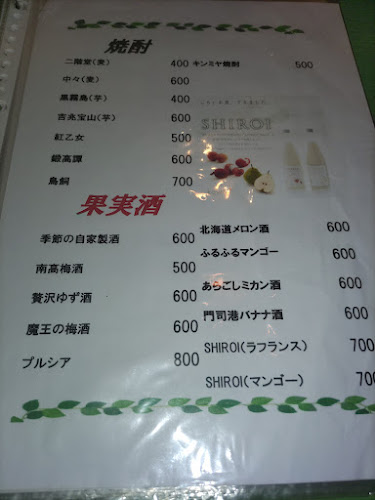 焼酎
二階堂(麦) 400 キンミヤ焼酎 500
中々(麦) 600
黒霧島(芋) 400
吉兆宝山(芋) 600
紅乙女 500
鍛高譚 500
鳥飼 700
SHIROI
果実酒
季節の自家製酒 600 北海道メロン酒 600
南高梅酒 500 ふるふるマンゴー 600
贅沢ゆず酒 600 あらごしミカン酒 600
魔王の梅酒 600 門司港バナナ酒 600
プルシア 800 SHIROI(ラフランス) 700
SHIROI(マンゴー) 700